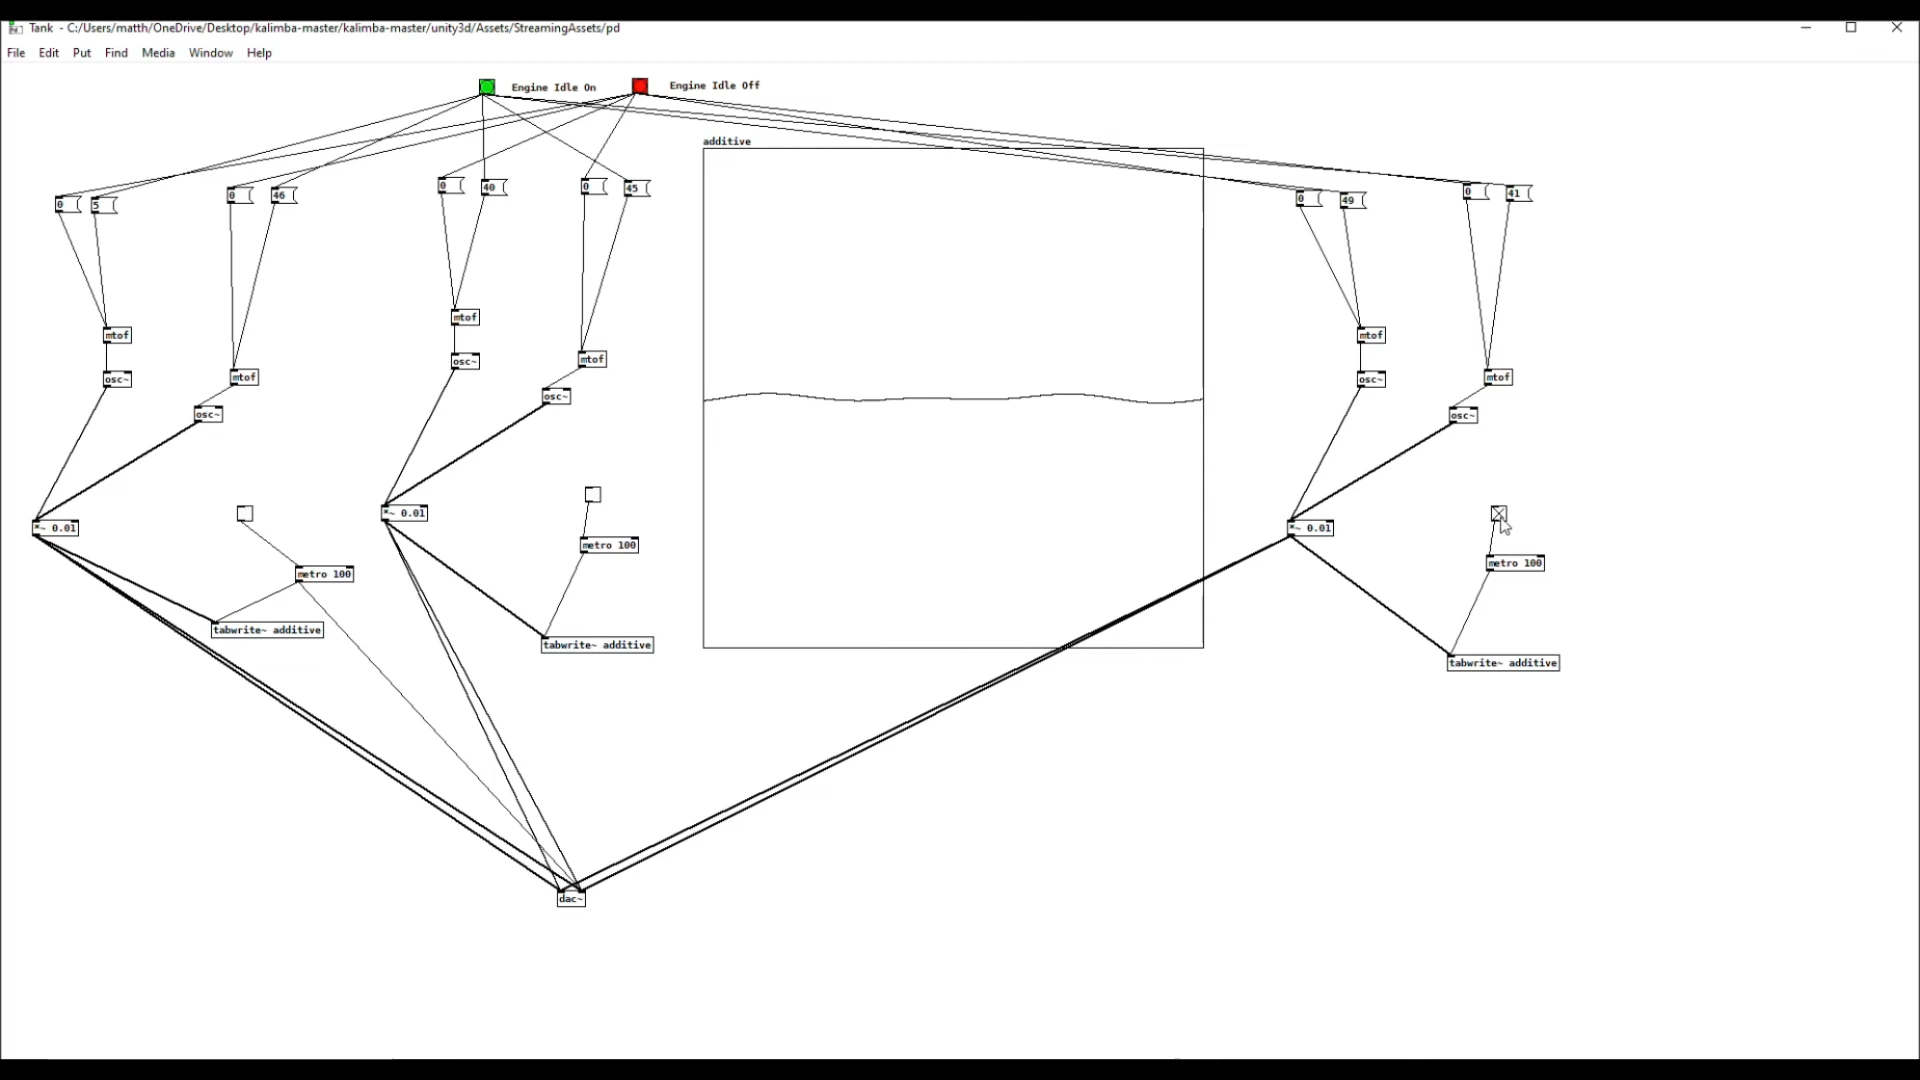 Tank - C:/Users/matth/OneDrive/Desktop/kalimba-master/kalimba-master/unity3d/Assets/StreamingAssets/pd
File Edit Put Find Media Window Help
Engine Idle On
Engine Idle Off
additive
0
5
0
46
0
40
0
45
0
49
0
41
mtof
mtof
mtof
mtof
mtof
mtof
osc~
osc~
osc~
osc~
osc~
osc~
*~ 0.01
*~ 0.01
*~ 0.01
metro 100
metro 100
metro 100
tabwrite~ additive
tabwrite~ additive
tabwrite~ additive
dac~